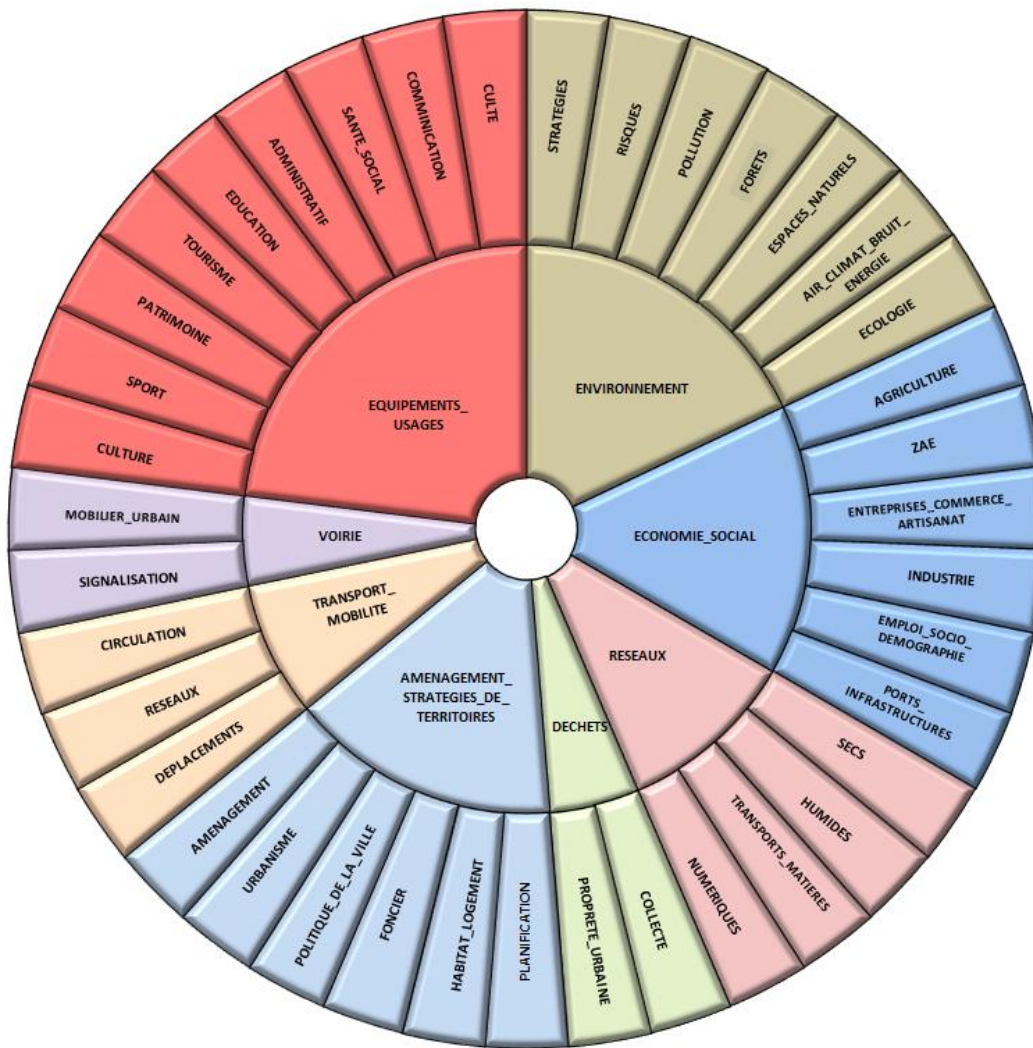 STRATEGIES
RISQUES
POLLUTION
FORETS
ESPACES_NATURELS
AIR_CLIMAT_BRUIT_
ENERGIE
ECOLOGIE
ENVIRONNEMENT
AGRICULTURE
ZAE
ENTREPRISES_COMMERCE_
ARTISANAT
INDUSTRIE
EMPLOI_SOCIO_
DEMOGRAPHIE
PORTS_
INFRASTRUCTURES
ECONOMIE_SOCIAL
SECS
HUMIDES
TRANSPORTS_MATIERES
NUMERIQUES
RESEAUX
COLLECTE
PROPRETE_URBAINE
DECHETS
PLANIFICATION
HABITAT_LOGEMENT
FONCIER
POLITIQUE_DE_LA_VILLE
URBANISME
AMENAGEMENT
AMENAGEMENT_
STRATEGIES_DE_
TERRITOIRES
DEPLACEMENTS
RESEAUX
CIRCULATION
TRANSPORT_
MOBILITE
SIGNALISATION
MOBILIER_URBAIN
VOIRIE
CULTURE
SPORT
PATRIMOINE
TOURISME
EDUCATION
ADMINISTRATIF
SANTE_SOCIAL
COMMINICATION
CULTE
EQUIPEMENTS_
USAGES